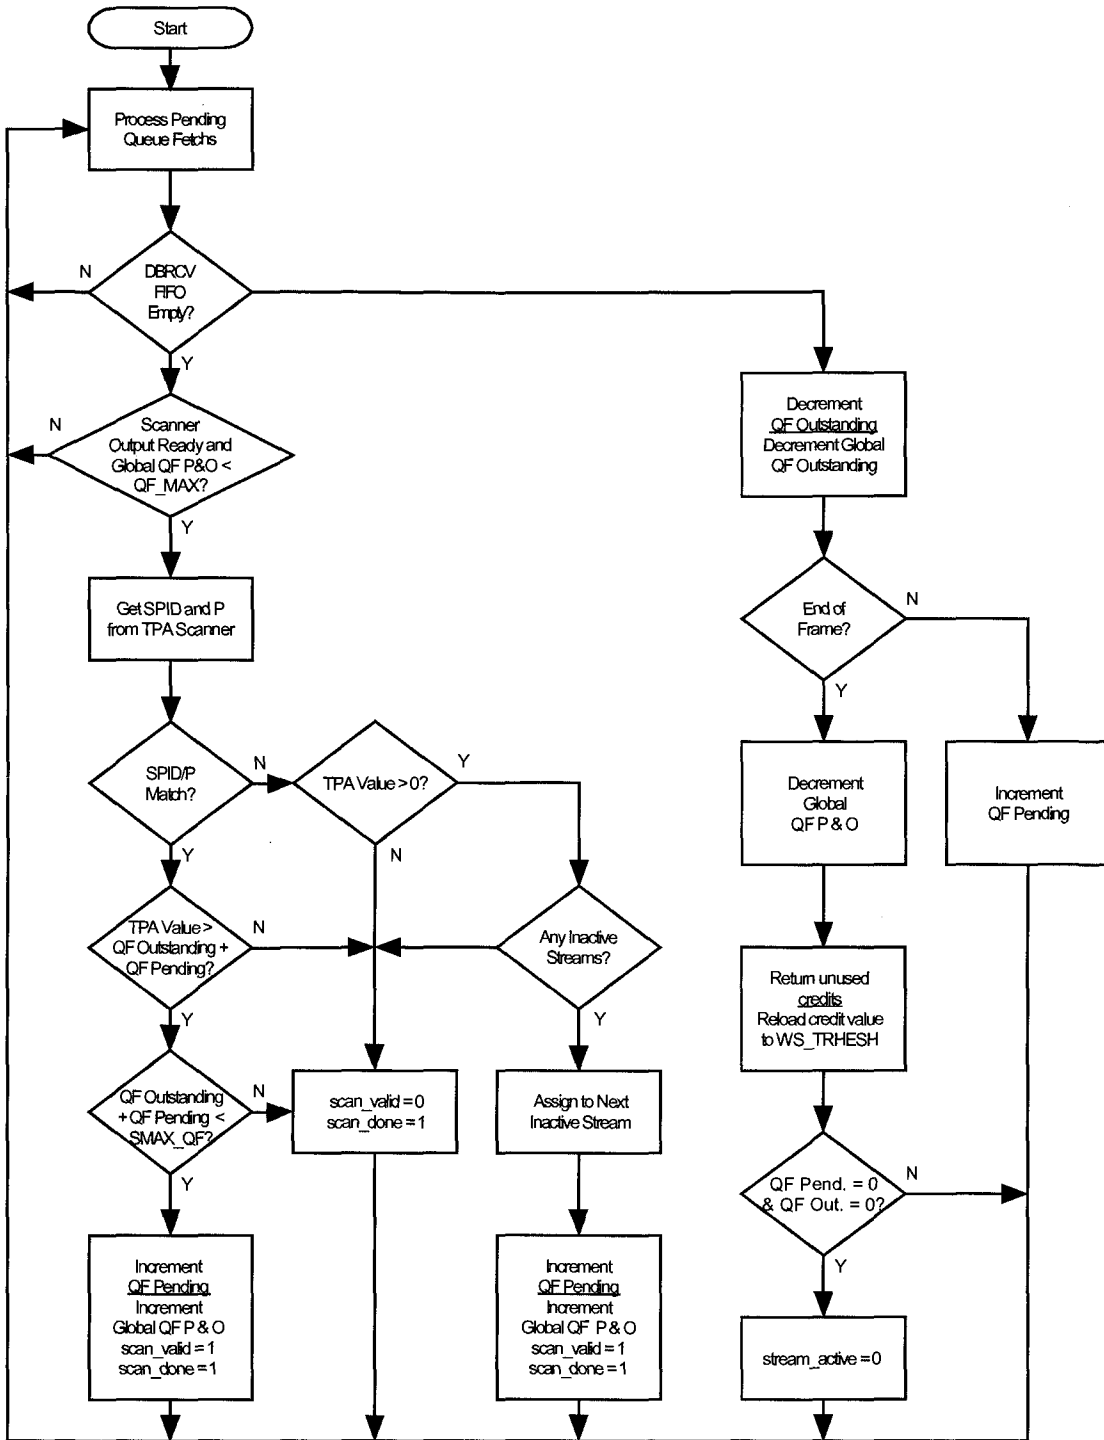 Start
Process Pending
Queue Fetchs
N
DBRCV
FIFO
Empty?
Y
N
Scanner
Output Ready and
Global QF P&O <
QF_MAX?
Y
Get SPID and P
from TPA Scanner
SPID/P
Match?
N
Y
TPA Value > 0?
Y
N
TPA Value >
QF Outstanding +
QF Pending?
N
Y
Any Inactive
Streams?
Y
QF Outstanding
+ QF Pending <
SMAX_QF?
N
Y
scan_valid = 0
scan_done = 1
Assign to Next
Inactive Stream
Increment
QF Pending
Increment
Global QF P & O
scan_valid = 1
scan_done = 1
Increment
QF Pending
Increment
Global QF P & O
scan_valid = 1
scan_done = 1
Decrement
QF Outstanding
Decrement Global
QF Outstanding
End of
Frame?
N
Y
Decrement
Global
QF P & O
Increment
QF Pending
Return unused
credits
Reload credit value
to WS_TRHESH
QF Pend. = 0
& QF Out. = 0?
N
Y
stream_active = 0